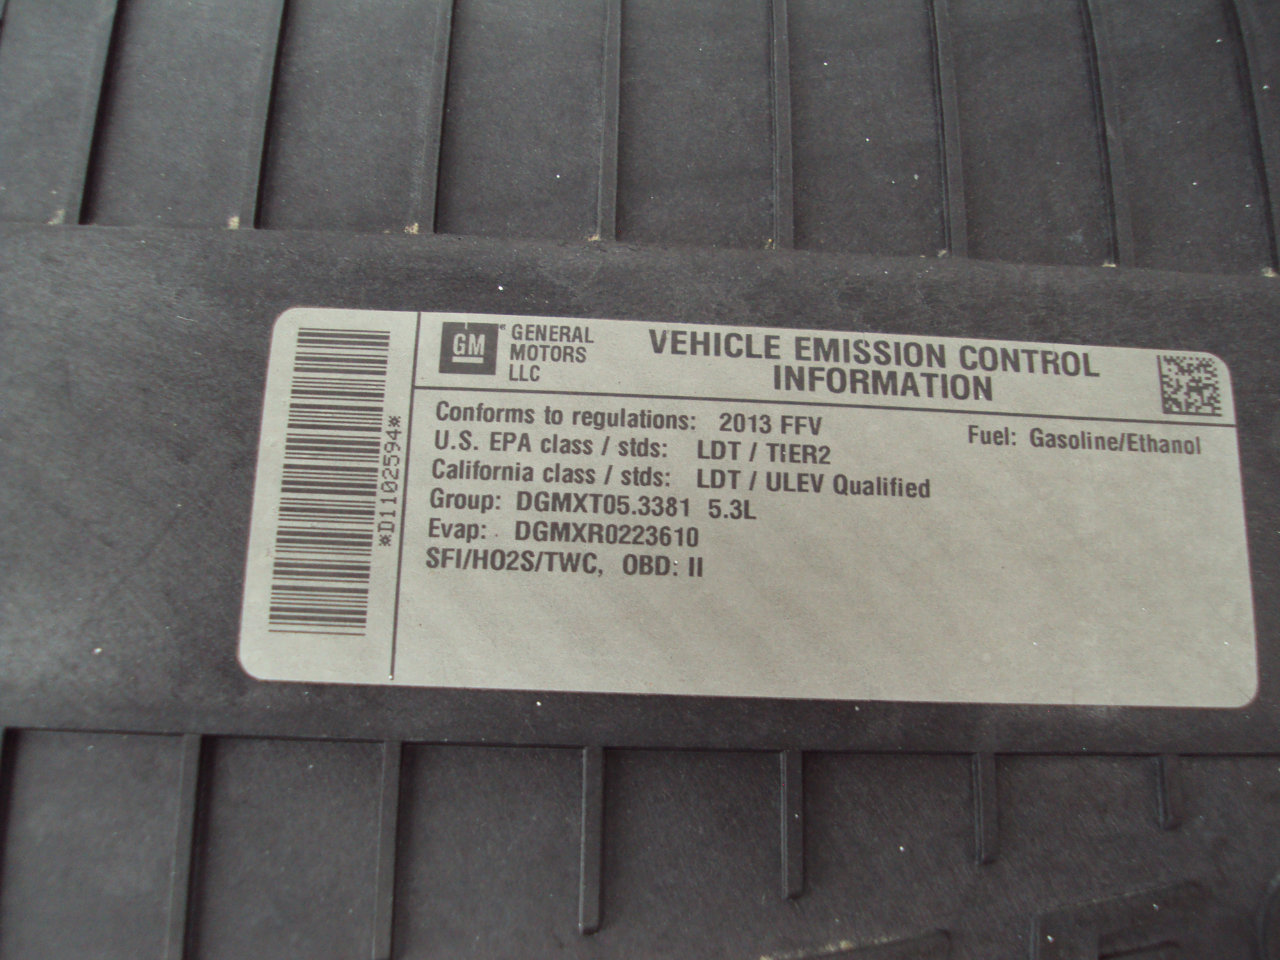 *D1102594*
GM
GENERAL
MOTORS
LLC
VEHICLE EMISSION CONTROL
INFORMATION
Conforms to regulations: 2013 FFV
Fuel: Gasoline/Ethanol
U.S. EPA class / stds: LDT / TIER2
California class / stds: LDT / ULEV Qualified
Group: DGMXT05.3381 5.3L
Evap: DGMXR0223610
SFI/HO2S/TWC, OBD: II